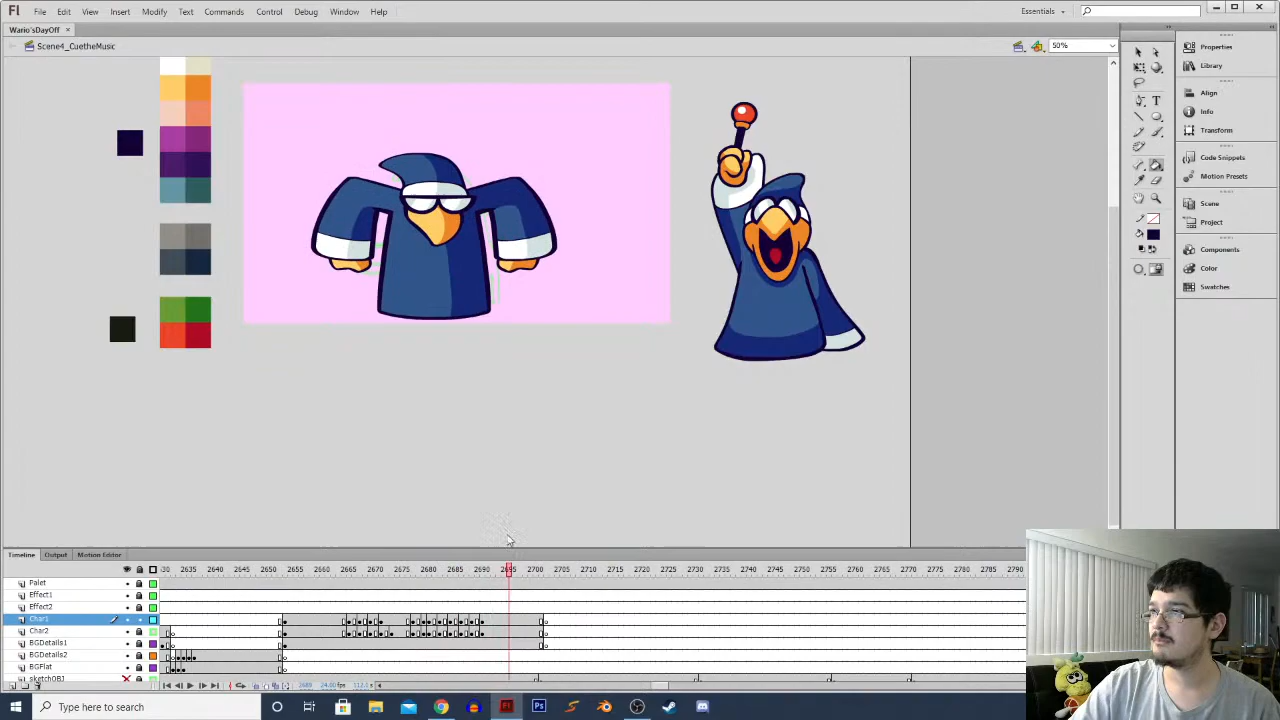 Fl File Edit View Insert Modify Text Commands Control Debug Window Help Essentials
Wario'sDayOff ×
Scene4_CuetheMusic 50%
Properties
Library
Align
Info
Transform
Code Snippets
Motion Presets
Scene
Project
Components
Color
Swatches
Timeline Output Motion Editor
2635 2640 2645 2650 2655 2660 2665 2670 2675 2680 2685 2690 2695 2700 2705 2710 2715 2720 2725 2730 2735 2740 2745 2750 2755 2760 2765 2770 2775 2780 2785 2790
Palet
Effect1
Effect2
Char1
Char2
BGDetails1
BGDetails2
BGFlat
sketchOBJ
Type here to search
Fl
Ps